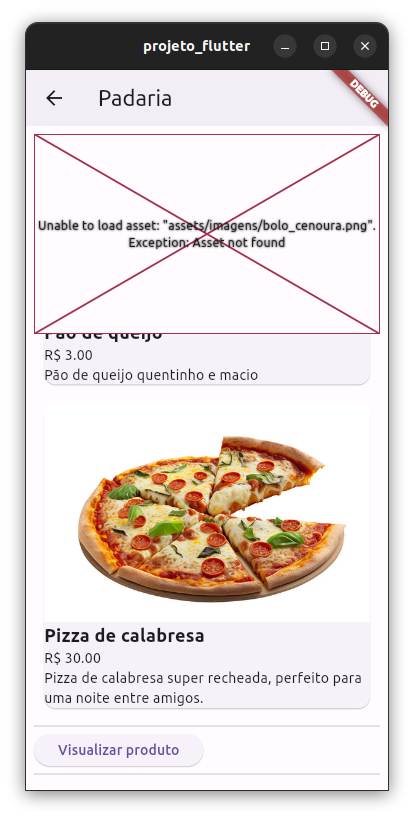 projeto_flutter
Padaria
DEBUG
Unable to load asset: "assets/imagens/bolo_cenoura.png".
Exception: Asset not found
Pão de queijo
R$ 3.00
Pão de queijo quentinho e macio
Pizza de calabresa
R$ 30.00
Pizza de calabresa super recheada, perfeito para
uma noite entre amigos.
Visualizar produto